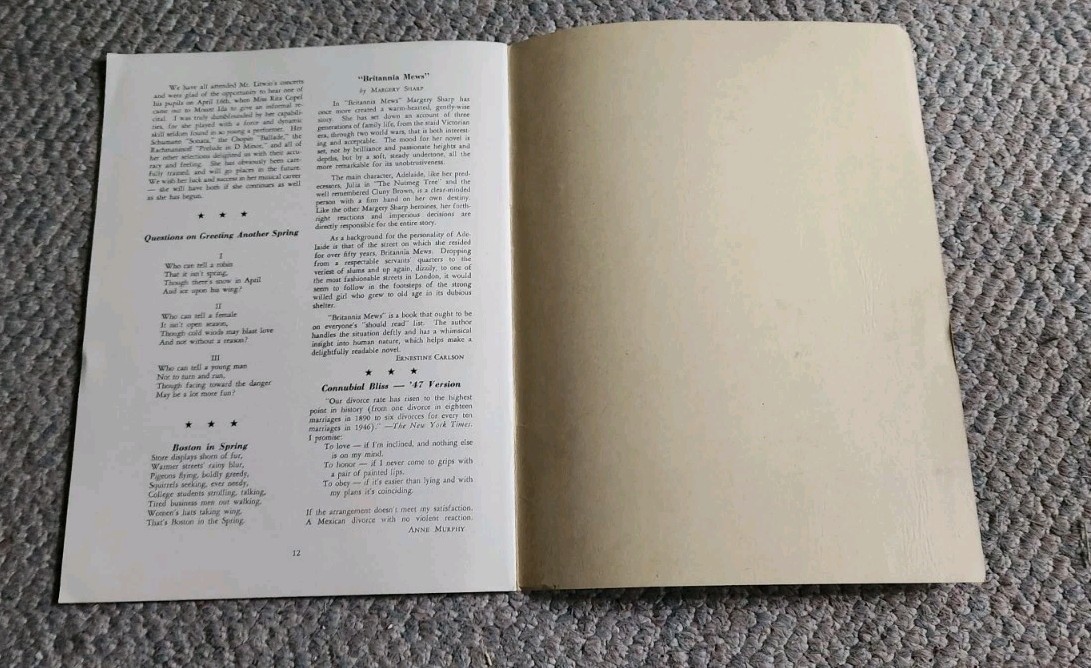 We have all attended Mr. Litwin's concerts
and were glad of the opportunity to hear one of
his pupils on April 16th, when Miss Rita Copel
came out to Mount Ida to give an informal re-
cital. I was truly dumbfounded by her capabili-
ties, for she played with a force and dynamic
skill seldom found in so young a performer. Her
Schumann "Sonata," the Chopin "Ballade," the
Rachmaninoff "Prelude in D Minor," and all of
her other selections delighted us with their accu-
racy and feeling. She has obviously been care-
fully trained, and will go places in the future.
We wish her luck and success in her musical career
— she will have both if she continues as well
as she has begun.
★ ★ ★
Questions on Greeting Another Spring
I
Who can tell a robin
That it isn't spring,
Though there's snow in April
And ice upon his wing?
II
Who can tell a female
It isn't open season,
Though cold winds may blast love
And not without a reason?
III
Who can tell a young man
Not to turn and run,
Though facing toward the danger
May be a lot more fun?
★ ★ ★
Boston in Spring
Store displays shorn of fur,
Warmer streets' rainy blur,
Pigeons flying, boldly greedy,
Squirrels seeking, ever needy,
College students strolling, talking,
Tired business men out walking,
Women's hats taking wing,
That's Boston in the Spring.
"Britannia Mews"
by MARGERY SHARP
In "Britannia Mews" Margery Sharp has
once more created a warm-hearted, gently-wise
story. She has set down an account of three
generations of family life, from the staid Victorian
era, through two world wars, that is both interest-
ing and acceptable. The mood for her novel is
set, not by brilliance and passionate heights and
depths, but by a soft, steady undertone, all the
more remarkable for its unobtrusiveness.
The main character, Adelaide, like her pred-
ecessors, Julia in "The Nutmeg Tree" and the
well remembered Cluny Brown, is a clear-minded
person with a firm hand on her own destiny.
Like the other Margery Sharp heroines, her forth-
right reactions and imperious decisions are
directly responsible for the entire story.
As a background for the personality of Ade-
laide is that of the street on which she resided
for over fifty years, Britannia Mews. Dropping
from a respectable servants' quarters to the
veriest of slums and up again, dizzily, to one of
the most fashionable streets in London, it would
seem to follow in the footsteps of the strong
willed girl who grew to old age in its dubious
shelter.
"Britannia Mews" is a book that ought to be
on everyone's "should read" list. The author
handles the situation deftly and has a whimsical
insight into human nature, which helps make a
delightfully readable novel.
ERNESTINE CARLSON
★ ★ ★
Connubial Bliss — '47 Version
"Our divorce rate has risen to the highest
point in history (from one divorce in eighteen
marriages in 1890 to six divorces for every ten
marriages in 1946)." —The New York Times.
I promise:
To love — if I'm inclined, and nothing else
is on my mind.
To honor — if I never come to grips with
a pair of painted lips.
To obey — if it's easier than lying and with
my plans it's coinciding.
If the arrangement doesn't meet my satisfaction.
A Mexican divorce with no violent reaction.
ANNE MURPHY
12